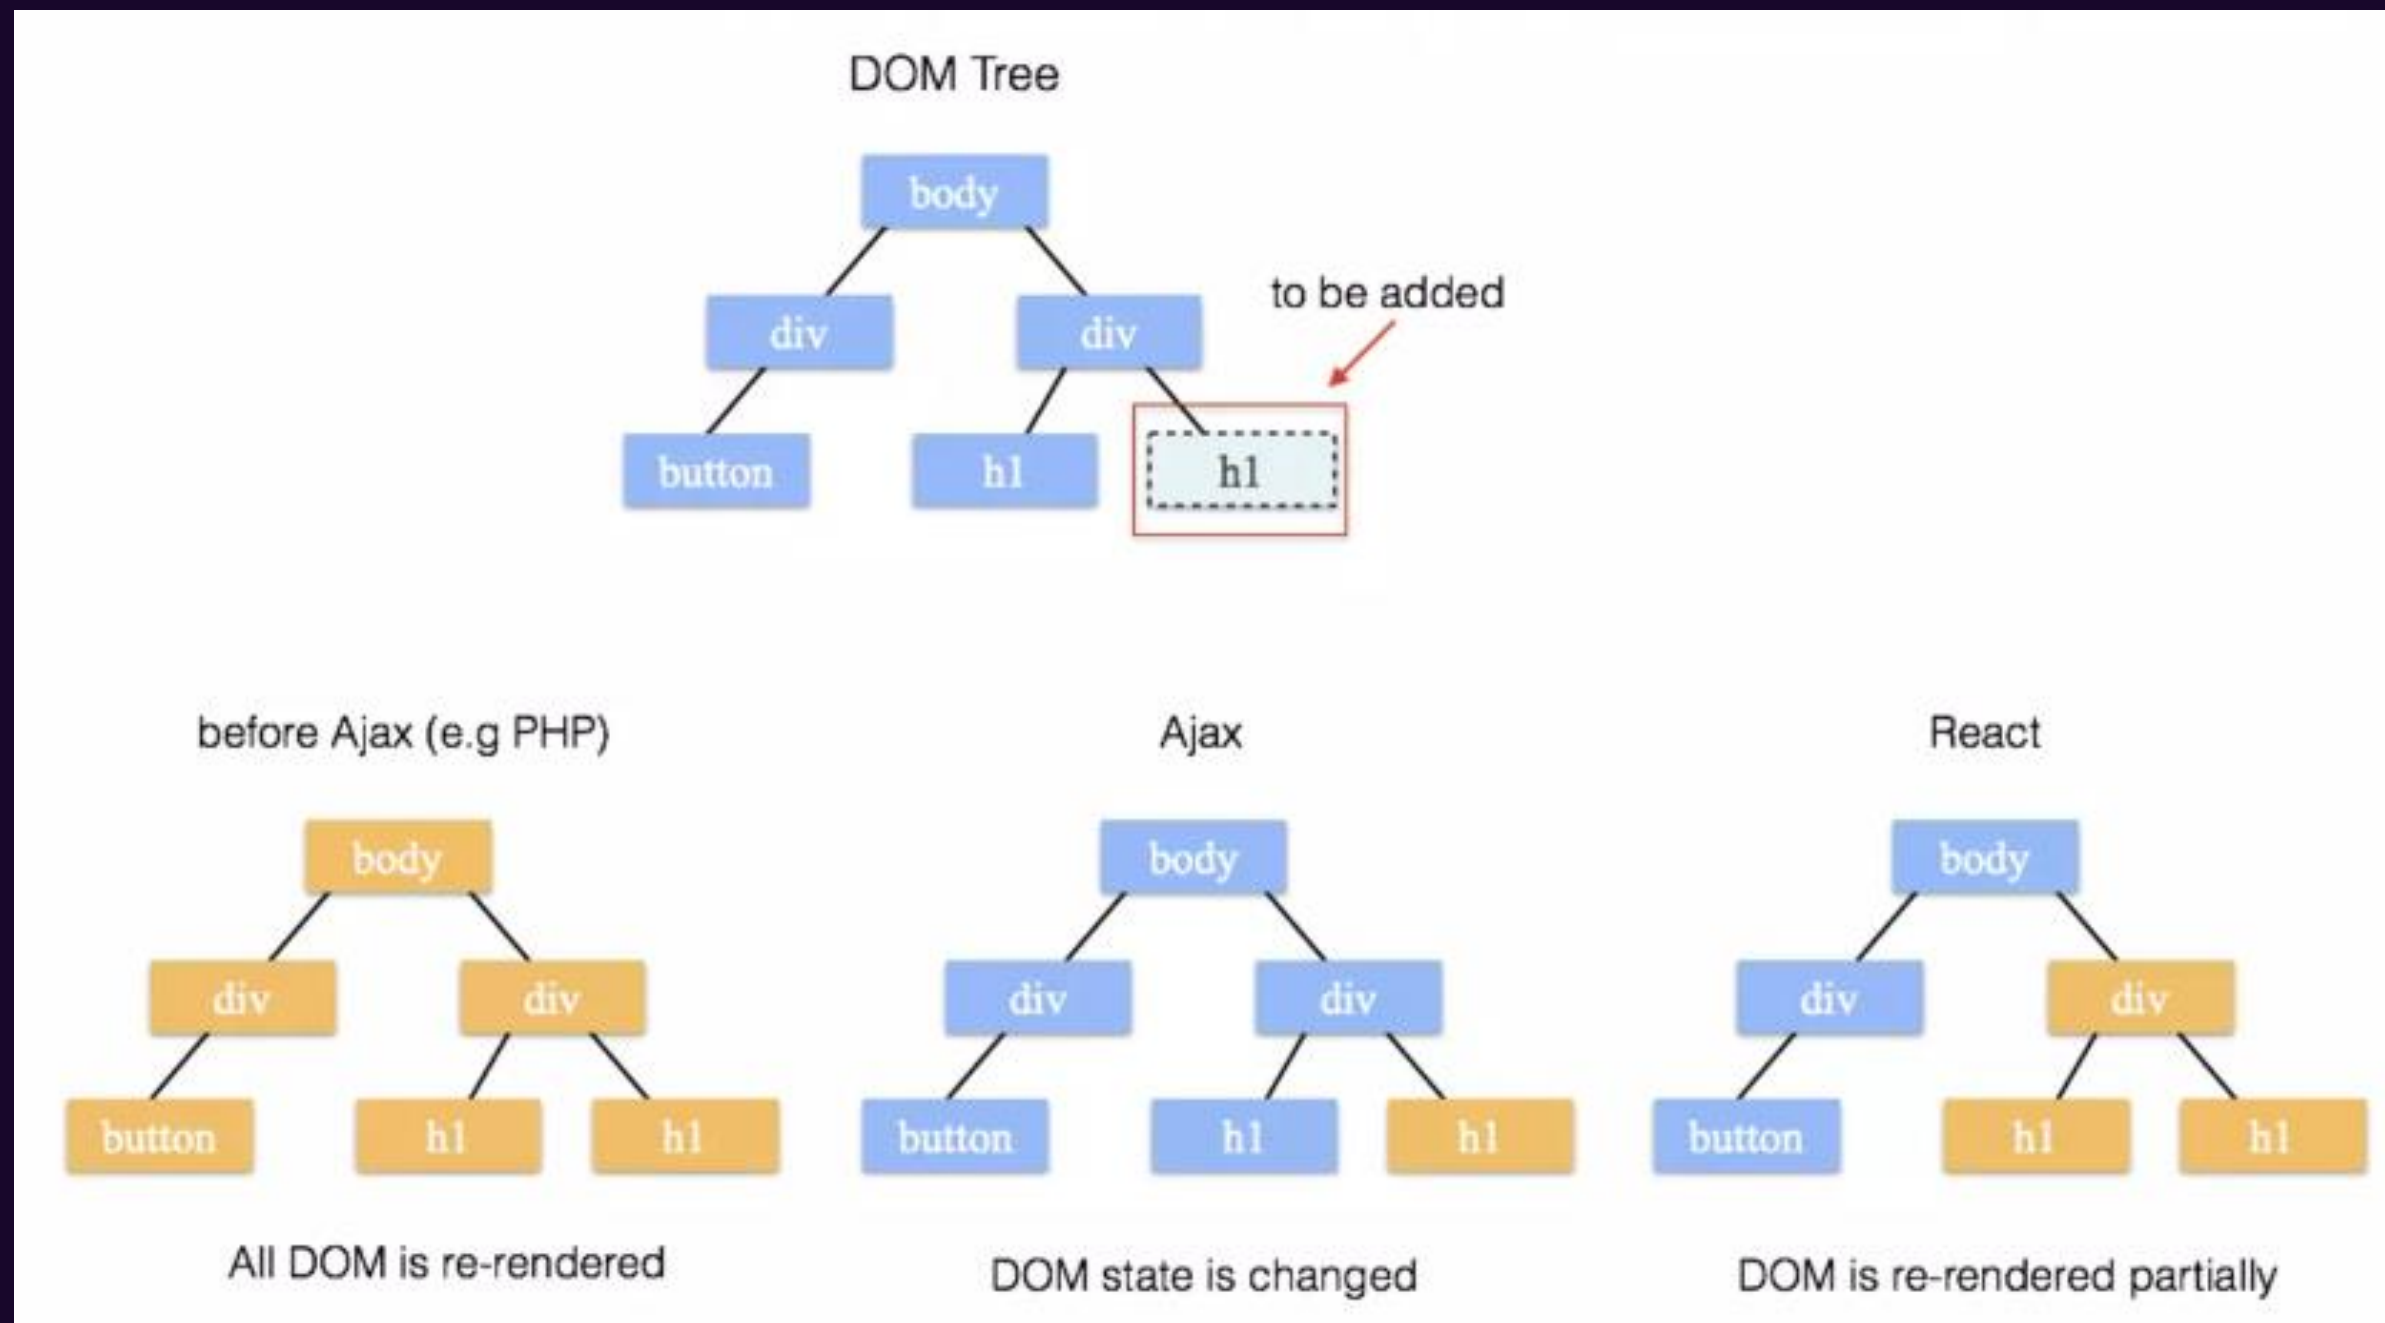 DOM Tree
body
to be added
div
div
button
h1
h1
before Ajax (e.g PHP)
body
div
div
button
h1
h1
All DOM is re-rendered
Ajax
body
div
div
button
h1
h1
DOM state is changed
React
body
div
div
button
h1
h1
DOM is re-rendered partially